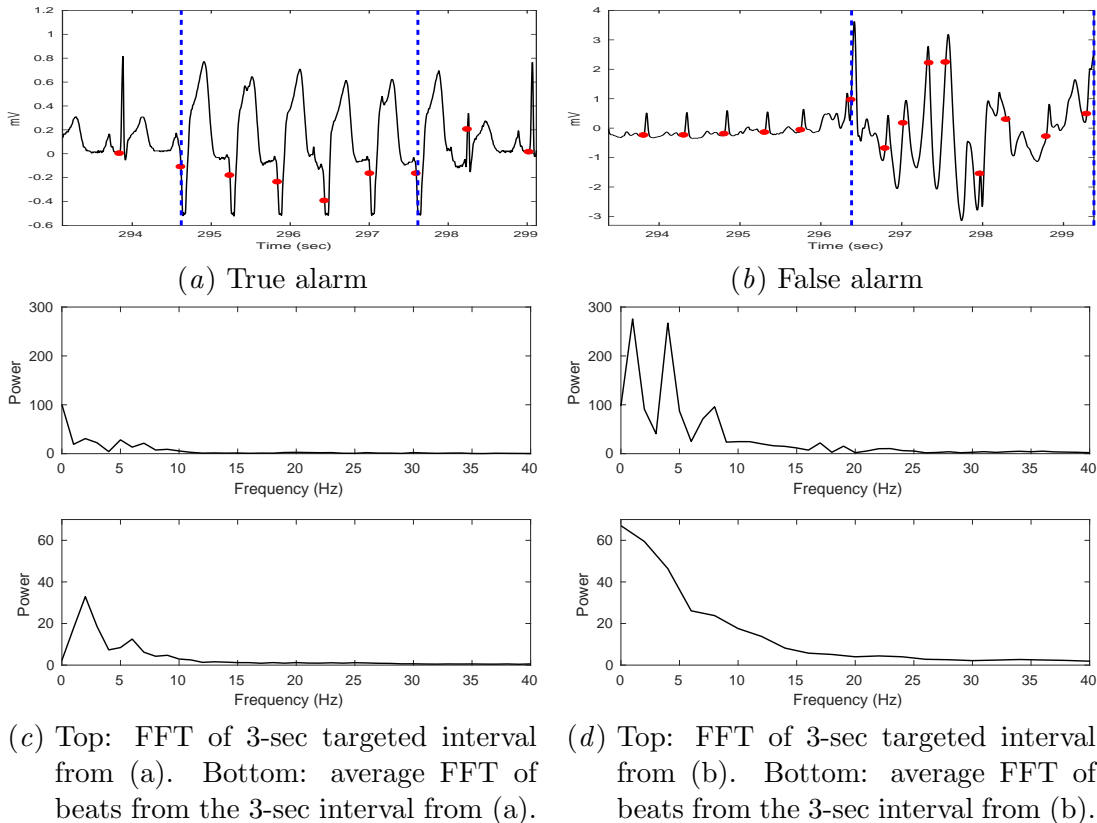 1.2
1
0.8
0.6
0.4
0.2
0
-0.2
-0.4
-0.6
mV
294 295 296 297 298 299
Time (sec)
(a) True alarm
4
3
2
1
0
-1
-2
-3
mV
294 295 296 297 298 299
Time (sec)
(b) False alarm
300
200
100
0
Power
0 5 10 15 20 25 30 35 40
Frequency (Hz)
300
200
100
0
Power
0 5 10 15 20 25 30 35 40
Frequency (Hz)
60
40
20
0
Power
0 5 10 15 20 25 30 35 40
Frequency (Hz)
60
40
20
0
Power
0 5 10 15 20 25 30 35 40
Frequency (Hz)
(c) Top: FFT of 3-sec targeted interval
from (a). Bottom: average FFT of
beats from the 3-sec interval from (a).
(d) Top: FFT of 3-sec targeted interval
from (b). Bottom: average FFT of
beats from the 3-sec interval from (b).